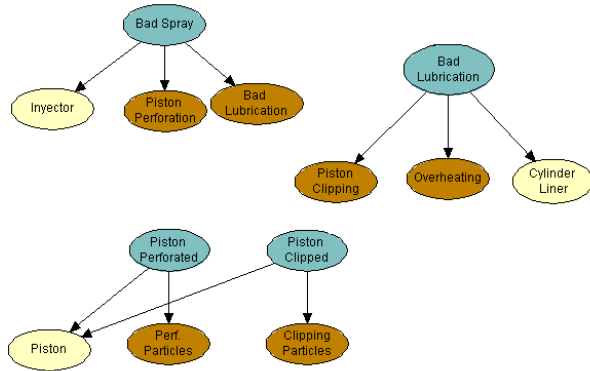 Bad Spray
Inyector
Piston
Perforation
Bad
Lubrication
Bad
Lubrication
Piston
Clipping
Overheating
Cylinder
Liner
Piston
Perforated
Piston
Clipped
Piston
Perf.
Particles
Clipping
Particles